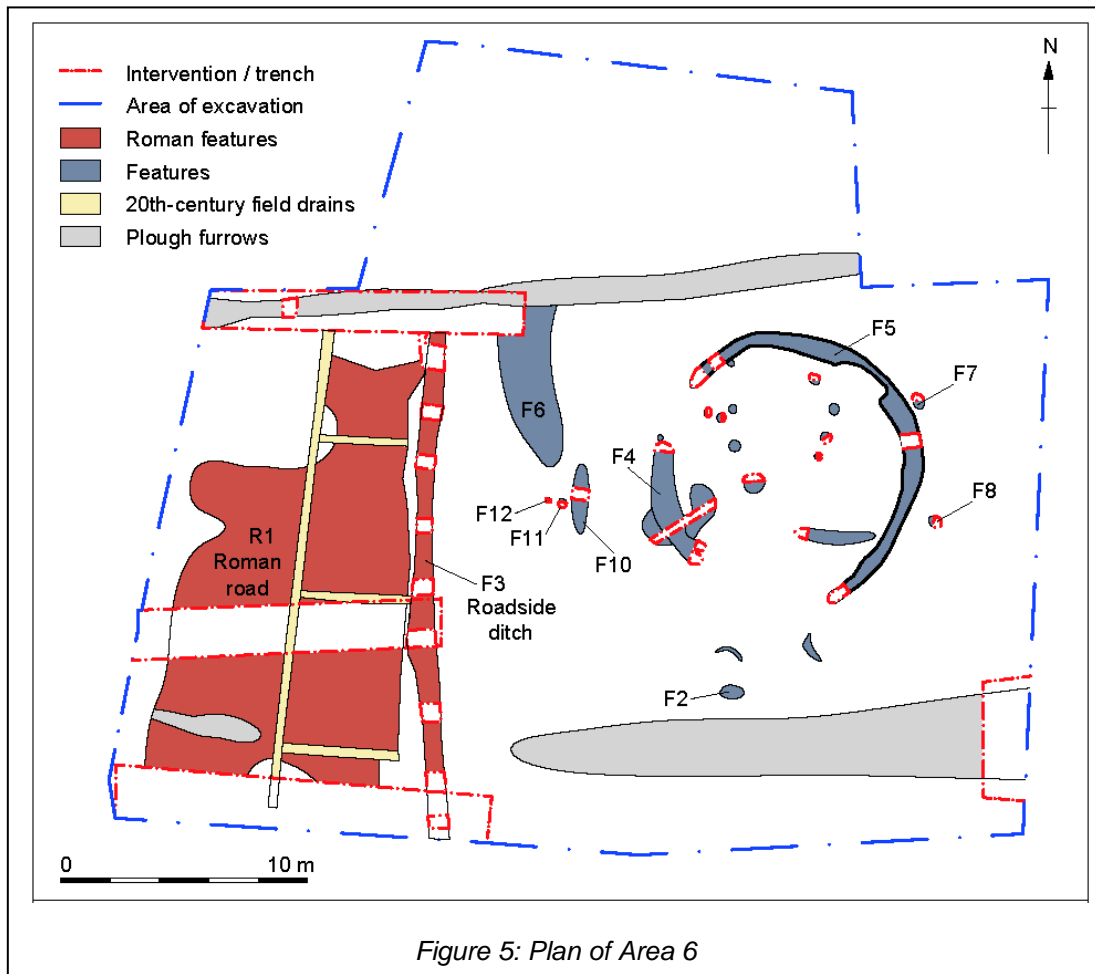 N
Intervention / trench
Area of excavation
Roman features
Features
20th-century field drains
Plough furrows
F5
F7
F6
F4
F8
F12
F11
F10
R1
Roman
road
F3
Roadside
ditch
F2
0 10 m
Figure 5: Plan of Area 6